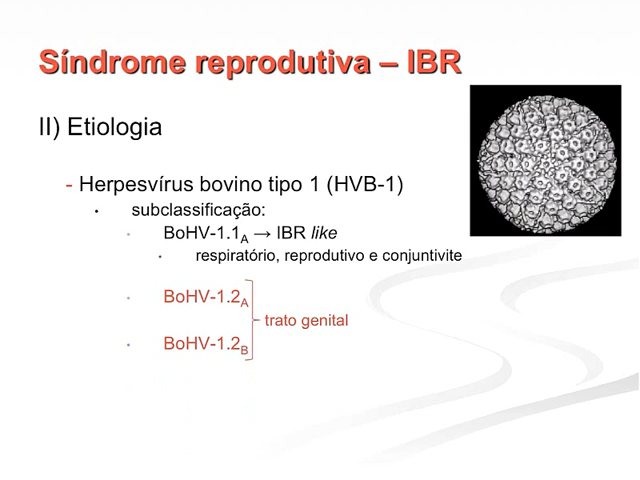 Síndrome reprodutiva – IBR
II) Etiologia
- Herpesvírus bovino tipo 1 (HVB-1)
• subclassificação:
• BoHV-1.1A → IBR like
• respiratório, reprodutivo e conjuntivite
• BoHV-1.2A
trato genital
• BoHV-1.2B